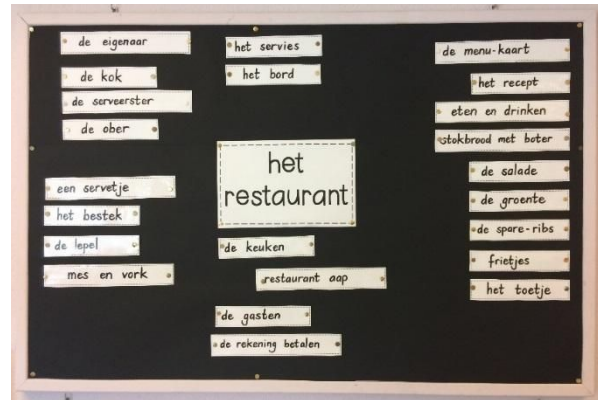 de eigenaar
de kok
de serveerster
de ober
een servetje
het bestek
de lepel
mes en vork
het servies
het bord
het
restaurant
de keuken
restaurant aap
de gasten
de rekening betalen
de menu-kaart
het recept
eten en drinken
stokbrood met boter
de salade
de groente
de spare-ribs
frietjes
het toetje